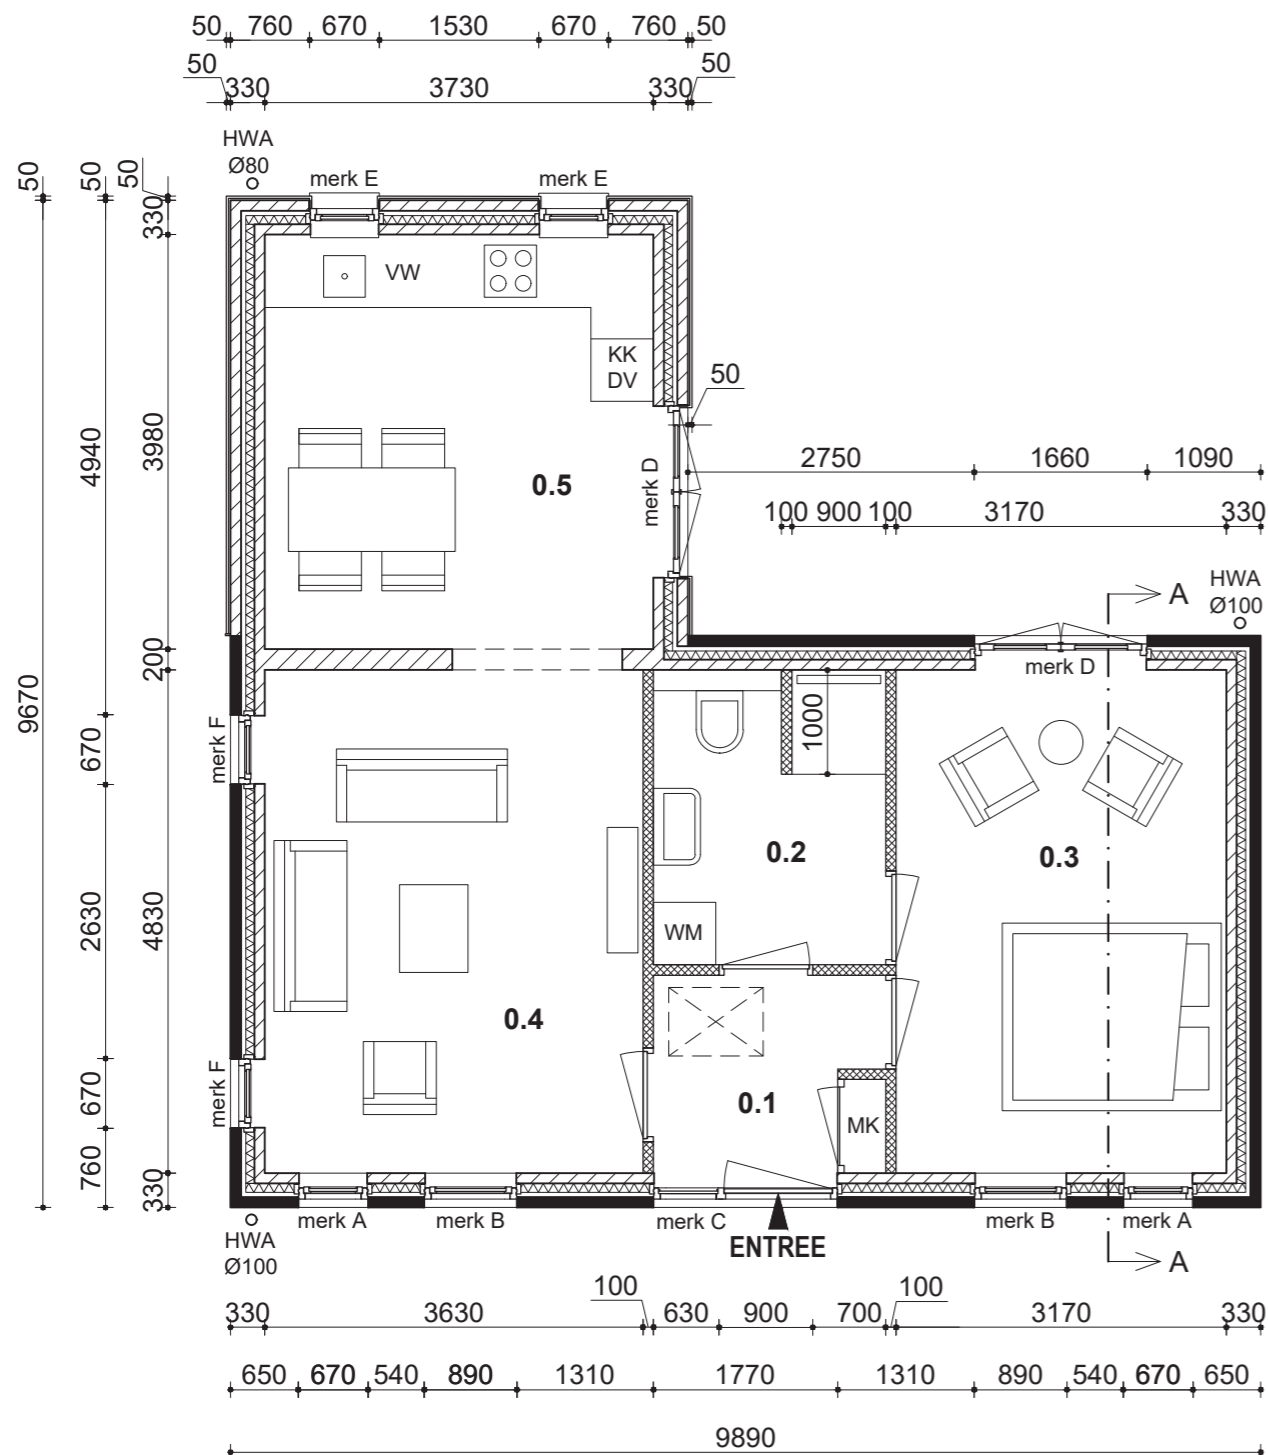 50 760 670 1530 670 760 50
50 330 3730 330 50
HWA
Ø80
merk E merk E
50 50 50
330
VW
KK
DV
50
9670
4940
3980
merk D
0.5
2750 1660 1090
100 900 100 3170 330
A
HWA
Ø100
200
merk D
1000
670
merk F
0.2
0.3
2630
4830
WM
0.4
0.1
MK
670
merk F
760
330
merk A merk B merk C merk B merk A
ENTREE
HWA
Ø100
A
330 3630 100 630 900 700 100 3170 330
650 670 540 890 1310 1770 1310 890 540 670 650
9890